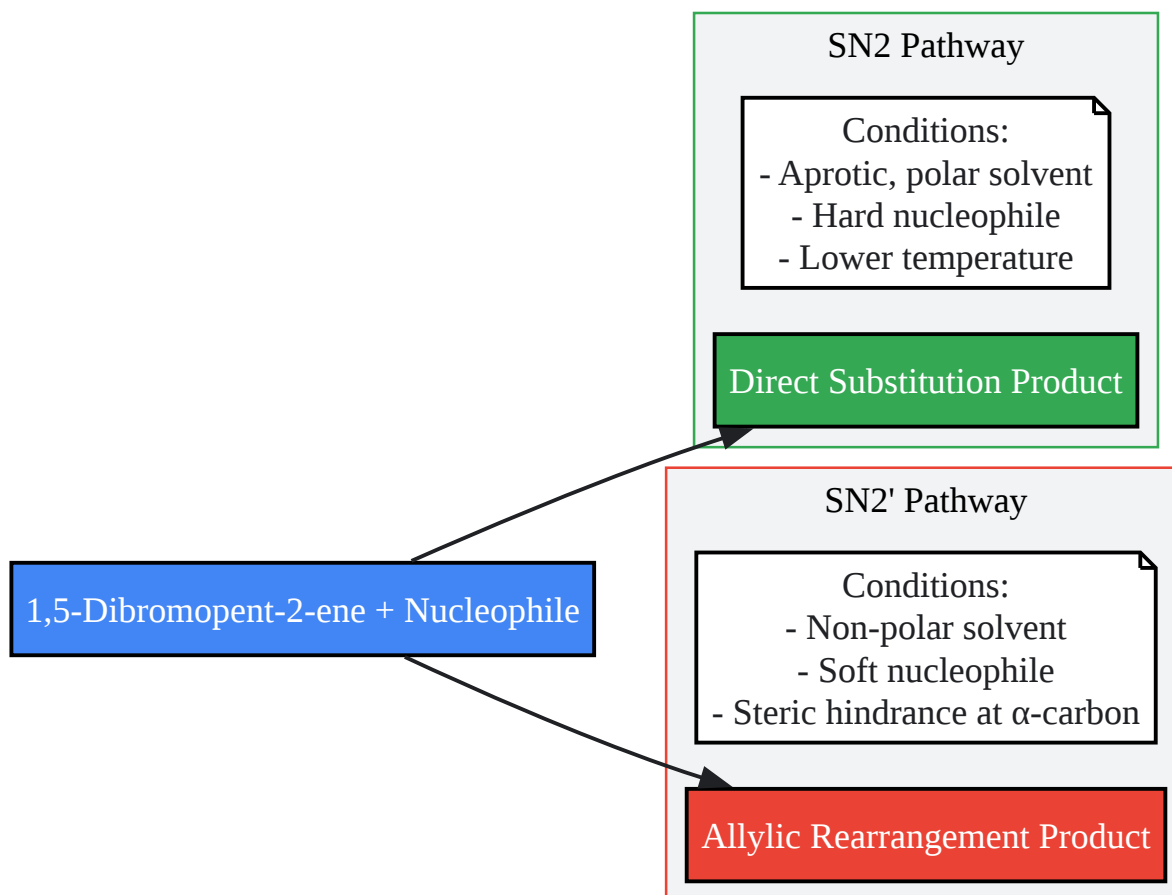 SN2 Pathway
Conditions:
- Aprotic, polar solvent
- Hard nucleophile
- Lower temperature
Direct Substitution Product
SN2' Pathway
1,5-Dibromopent-2-ene + Nucleophile
Conditions:
- Non-polar solvent
- Soft nucleophile
- Steric hindrance at α-carbon
Allylic Rearrangement Product